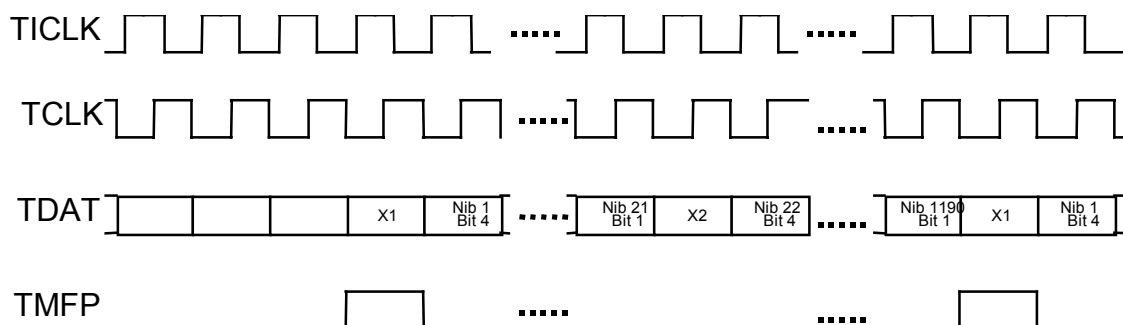 TICLK
TCLK
TDAT
X1
Nib 1
Bit 4
Nib 21
Bit 1
X2
Nib 22
Bit 4
Nib 1190
Bit 1
X1
Nib 1
Bit 4
TMFP